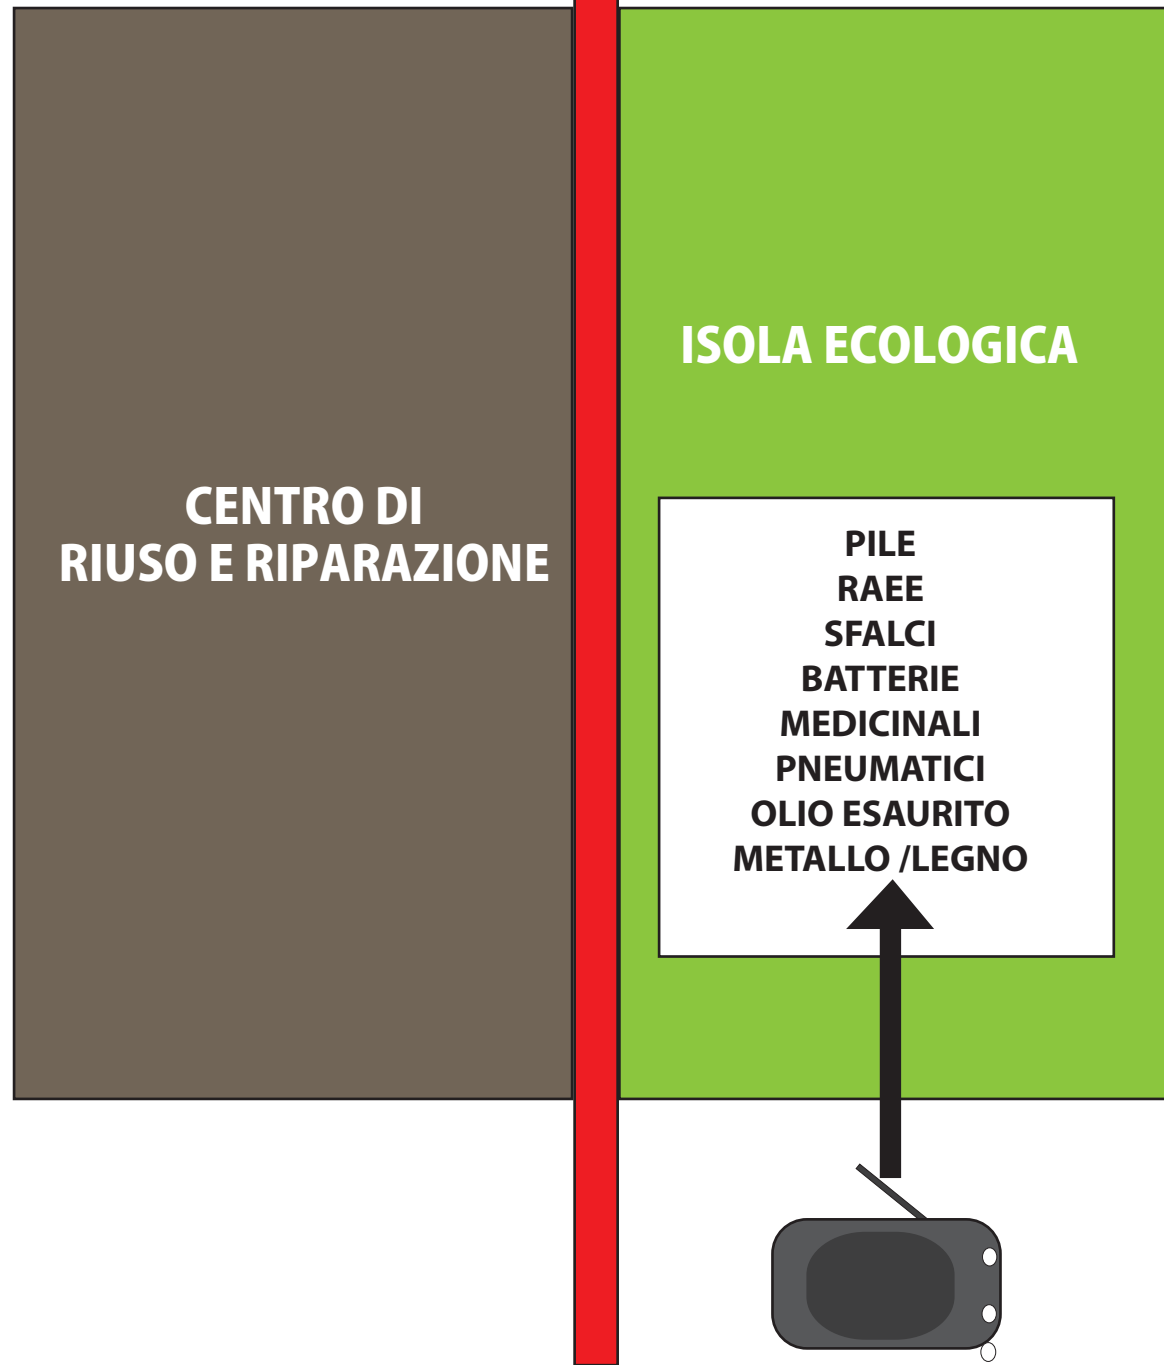 CENTRO DI
RIUSO E RIPARAZIONE
ISOLA ECOLOGICA
PILE
RAEE
SFALCI
BATTERIE
MEDICINALI
PNEUMATICI
OLIO ESAURITO
METALLO /LEGNO